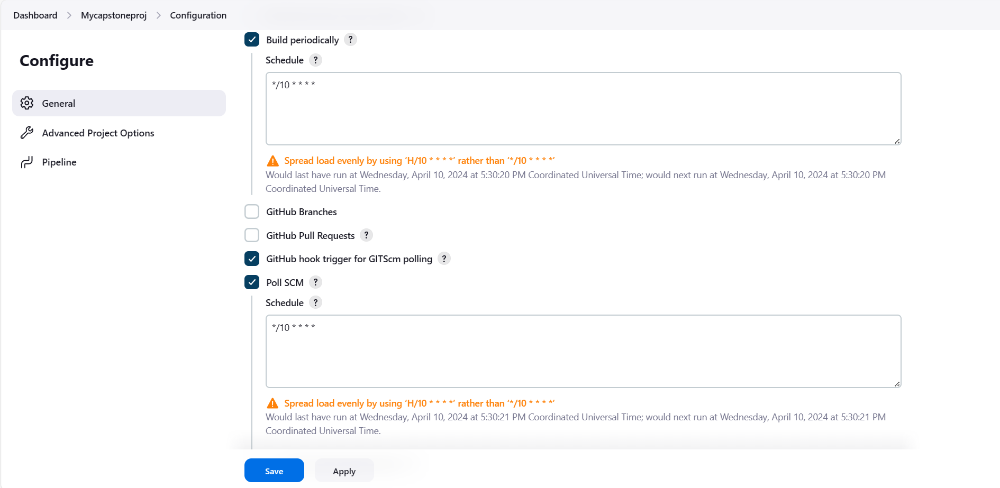 Dashboard > Mycapstoneproj > Configuration
Configure
General
Advanced Project Options
Pipeline
Build periodically ?
Schedule ?
*/10 * * * *
Spread load evenly by using ‘H/10 * * * *’ rather than ‘*/10 * * * *’
Would last have run at Wednesday, April 10, 2024 at 5:30:20 PM Coordinated Universal Time; would next run at Wednesday, April 10, 2024 at 5:30:20 PM
Coordinated Universal Time.
GitHub Branches
GitHub Pull Requests ?
GitHub hook trigger for GITScm polling ?
Poll SCM ?
Schedule ?
*/10 * * * *
Spread load evenly by using ‘H/10 * * * *’ rather than ‘*/10 * * * *’
Would last have run at Wednesday, April 10, 2024 at 5:30:21 PM Coordinated Universal Time; would next run at Wednesday, April 10, 2024 at 5:30:21 PM
Coordinated Universal Time.
Save
Apply